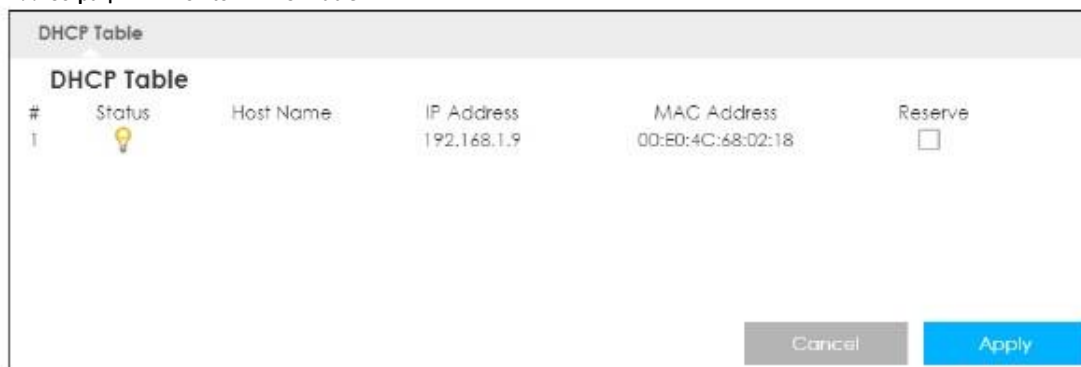 DHCP Table
DHCP Table
# Status Host Name IP Address MAC Address Reserve
1 192.168.1.9 00:E0:4C:68:02:18
Cancel Apply